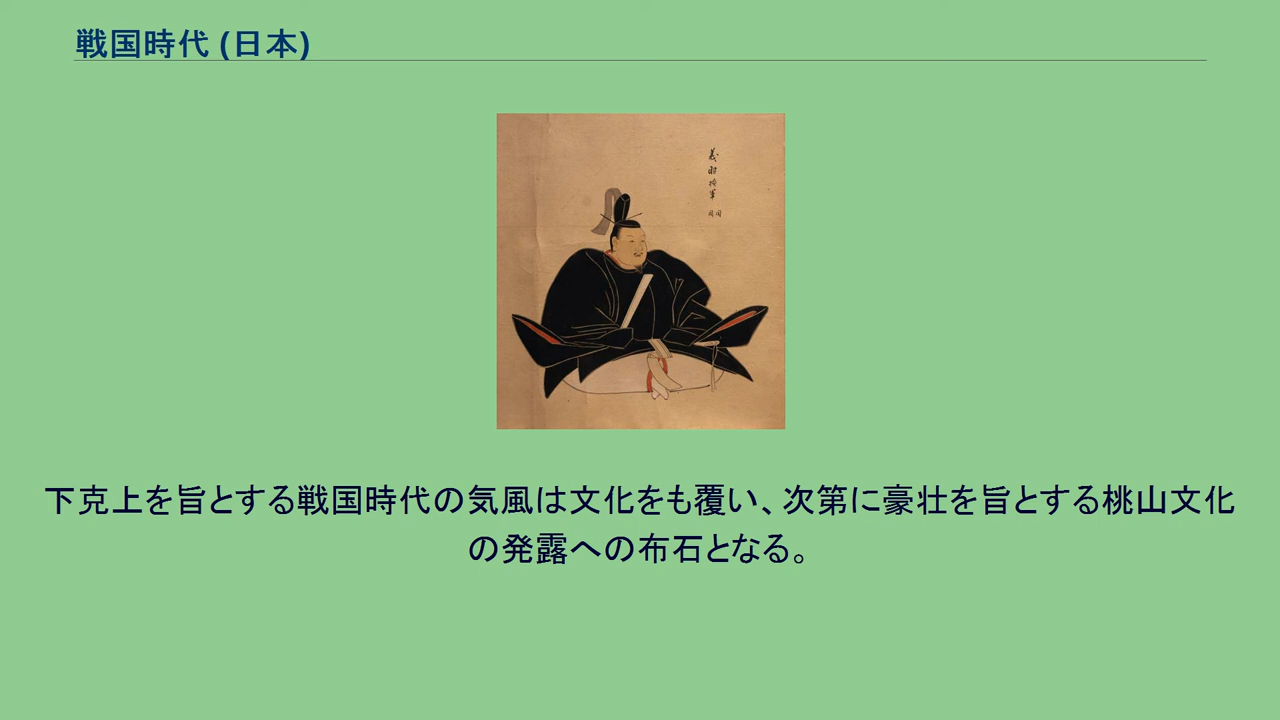 戦国時代 (日本)
下克上を旨とする戦国時代の気風は文化をも覆い、次第に豪壮を旨とする桃山文化
の発露への布石となる。